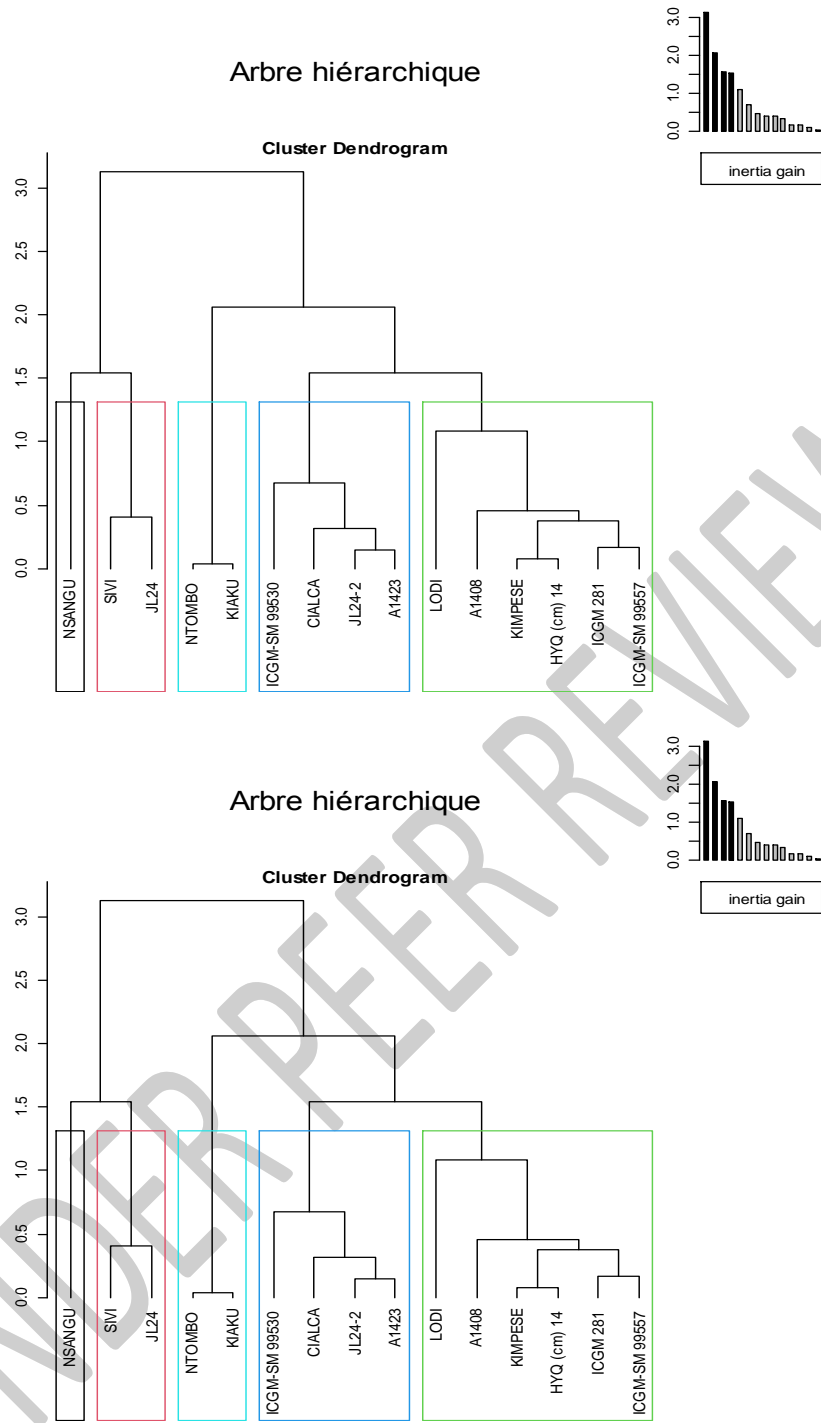 Arbre hiérarchique
3.0
2.0
1.0
0.0
inertia gain
Cluster Dendrogram
3.0
2.5
2.0
1.5
1.0
0.5
0.0
NSANGU
SIVI
JL24
NTOMBO
KIAKU
ICGM-SM 99530
CIALCA
JL24-2
A1423
LODI
A1408
KIMPESE
HYQ (cm) 14
ICGM 281
ICGM-SM 99557
Arbre hiérarchique
3.0
2.0
1.0
0.0
inertia gain
Cluster Dendrogram
3.0
2.5
2.0
1.5
1.0
0.5
0.0
NSANGU
SIVI
JL24
NTOMBO
KIAKU
ICGM-SM 99530
CIALCA
JL24-2
A1423
LODI
A1408
KIMPESE
HYQ (cm) 14
ICGM 281
ICGM-SM 99557
NDER PEER REVIEW